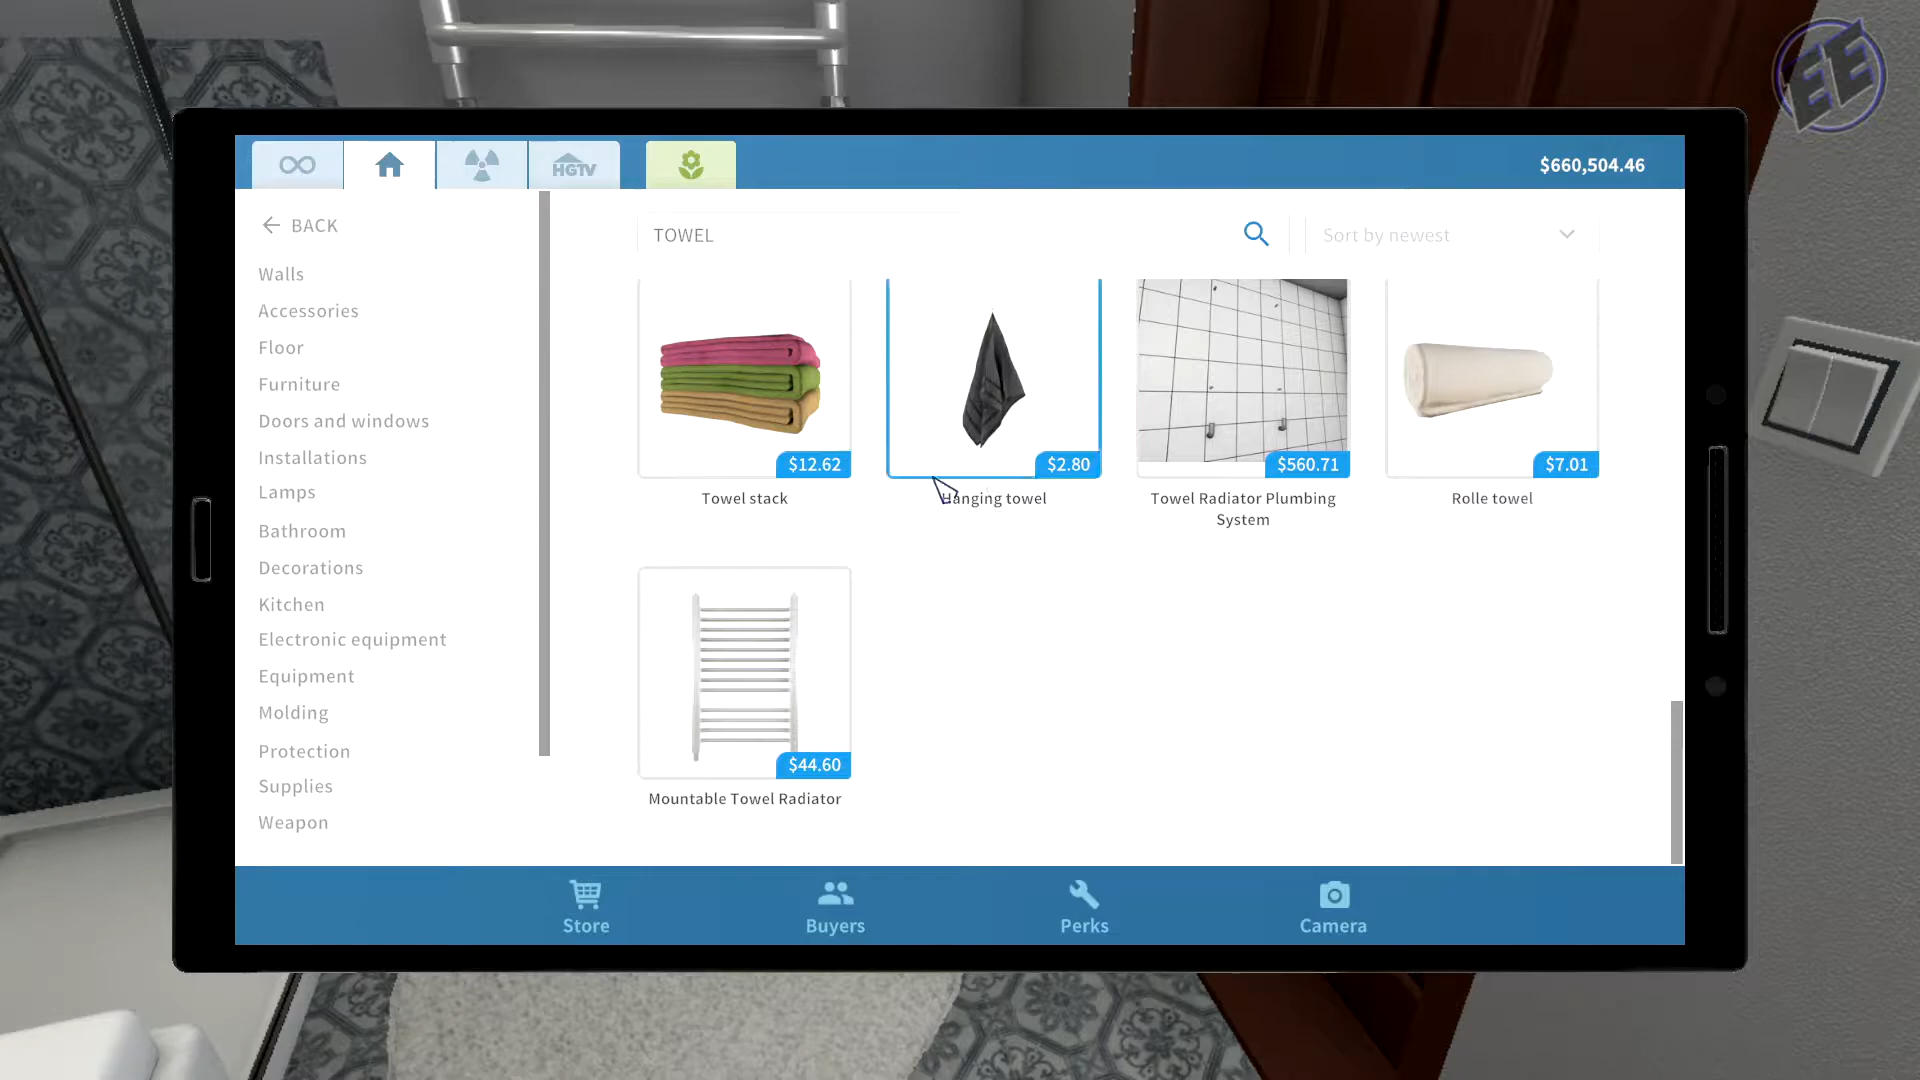 EE
HGTV
$660,504.46
BACK
TOWEL
Sort by newest
Walls
Accessories
Floor
Furniture
Doors and windows
Installations
Lamps
Bathroom
Decorations
Kitchen
Electronic equipment
Equipment
Molding
Protection
Supplies
Weapon
$12.62
$2.80
$560.71
$7.01
Towel stack
Hanging towel
Towel Radiator Plumbing
System
Rolle towel
$44.60
Mountable Towel Radiator
Store
Buyers
Perks
Camera